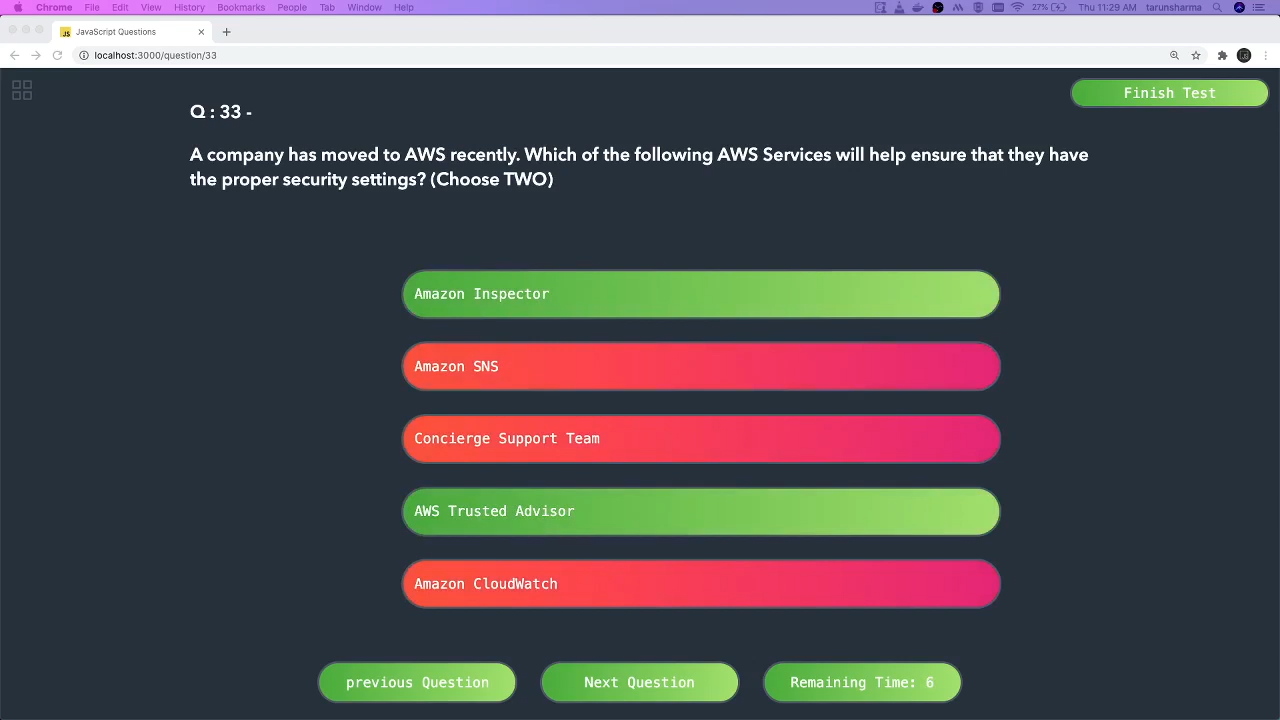 Chrome File Edit View History Bookmarks People Tab Window Help 27% Thu 11:29 AM tarunsharma
JS JavaScript Questions
localhost:3000/question/33
Finish Test
Q : 33 -
A company has moved to AWS recently. Which of the following AWS Services will help ensure that they have
the proper security settings? (Choose TWO)
Amazon Inspector
Amazon SNS
Concierge Support Team
AWS Trusted Advisor
Amazon CloudWatch
previous Question Next Question Remaining Time: 6